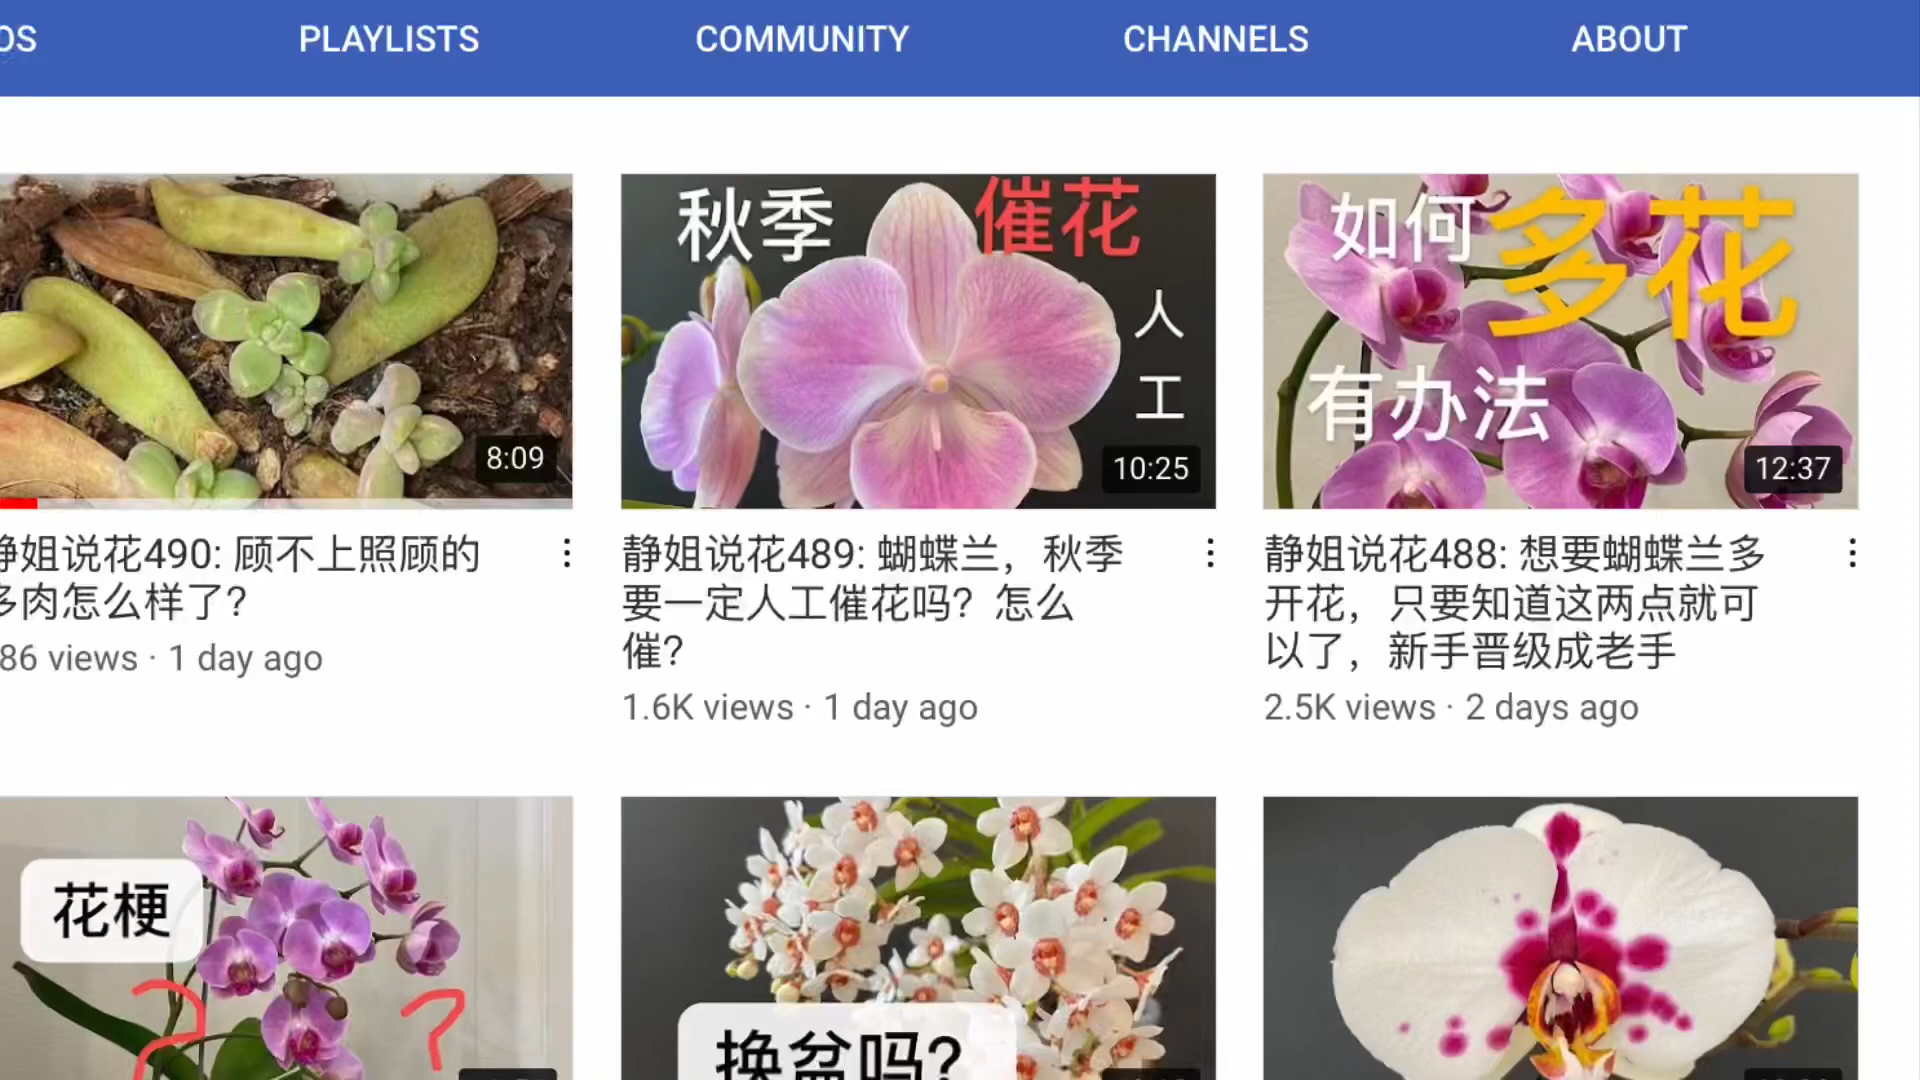 PLAYLISTS
COMMUNITY
CHANNELS
ABOUT
8:09
秋季
催花
人
工
10:25
如何
多花
有办法
12:37
姐说花490: 顾不上照顾的
多肉怎么样了?
86 views · 1 day ago
静姐说花489: 蝴蝶兰，秋季
要一定人工催花吗？怎么
催?
1.6K views · 1 day ago
静姐说花488: 想要蝴蝶兰多
开花，只要知道这两点就可
以了，新手晋级成老手
2.5K views · 2 days ago
花梗
?
?
换盆吗?